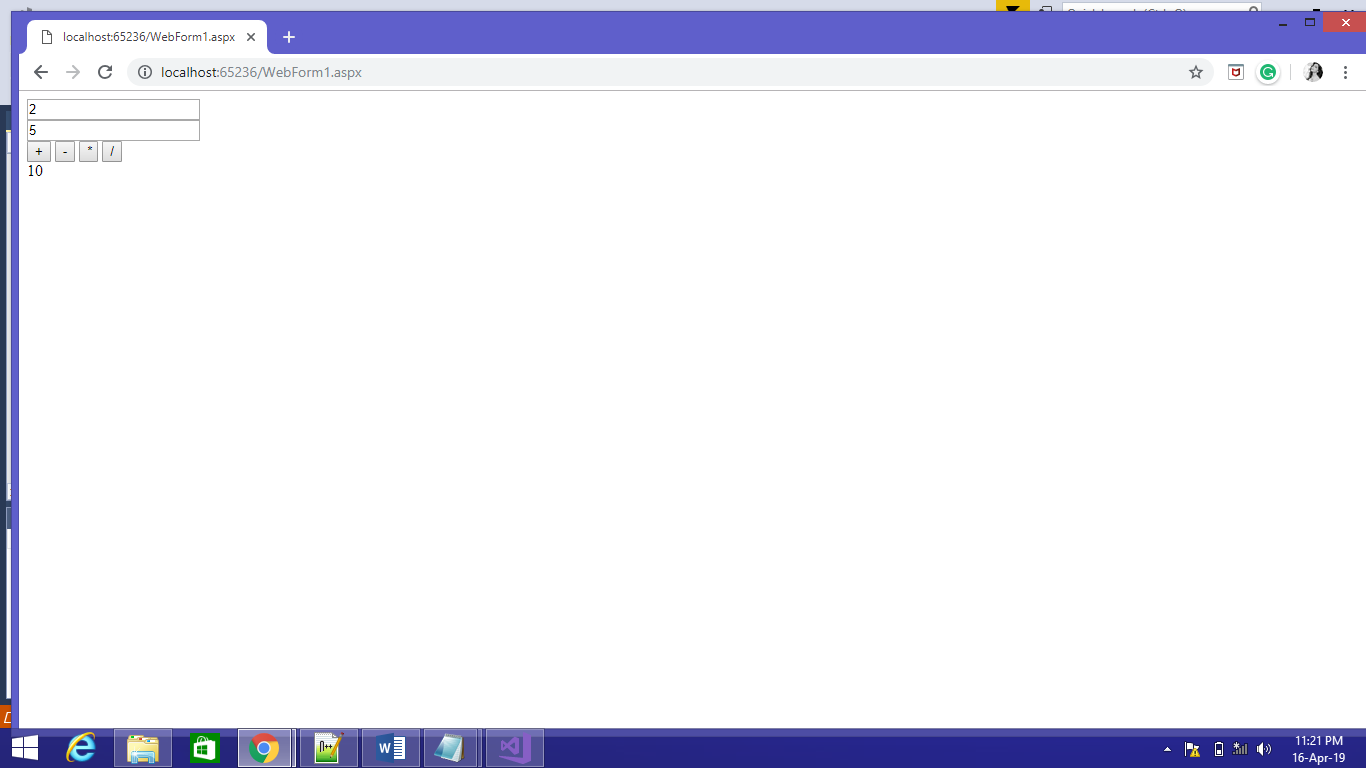 localhost:65236/WebForm1.aspx
localhost:65236/WebForm1.aspx
2
5
+ - * /
10
11:21 PM
16-Apr-19